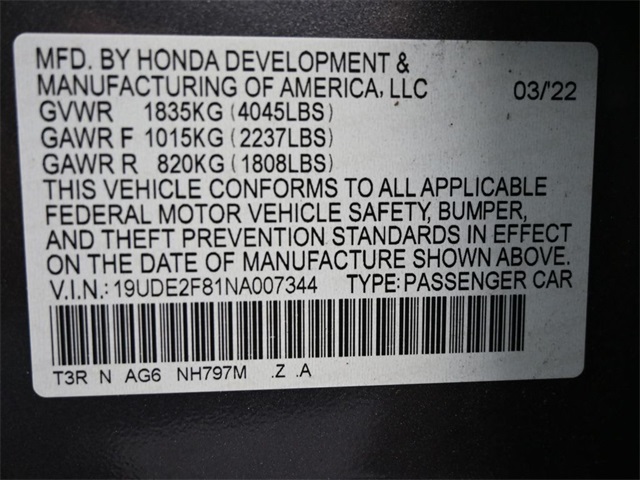 MFD. BY HONDA DEVELOPMENT &
MANUFACTURING OF AMERICA, LLC 03/'22
GVWR 1835KG (4045LBS)
GAWR F 1015KG (2237LBS)
GAWR R 820KG (1808LBS)
THIS VEHICLE CONFORMS TO ALL APPLICABLE
FEDERAL MOTOR VEHICLE SAFETY, BUMPER,
AND THEFT PREVENTION STANDARDS IN EFFECT
ON THE DATE OF MANUFACTURE SHOWN ABOVE.
V.I.N.: 19UDE2F81NA007344 TYPE: PASSENGER CAR
T3R N AG6 NH797M .Z .A